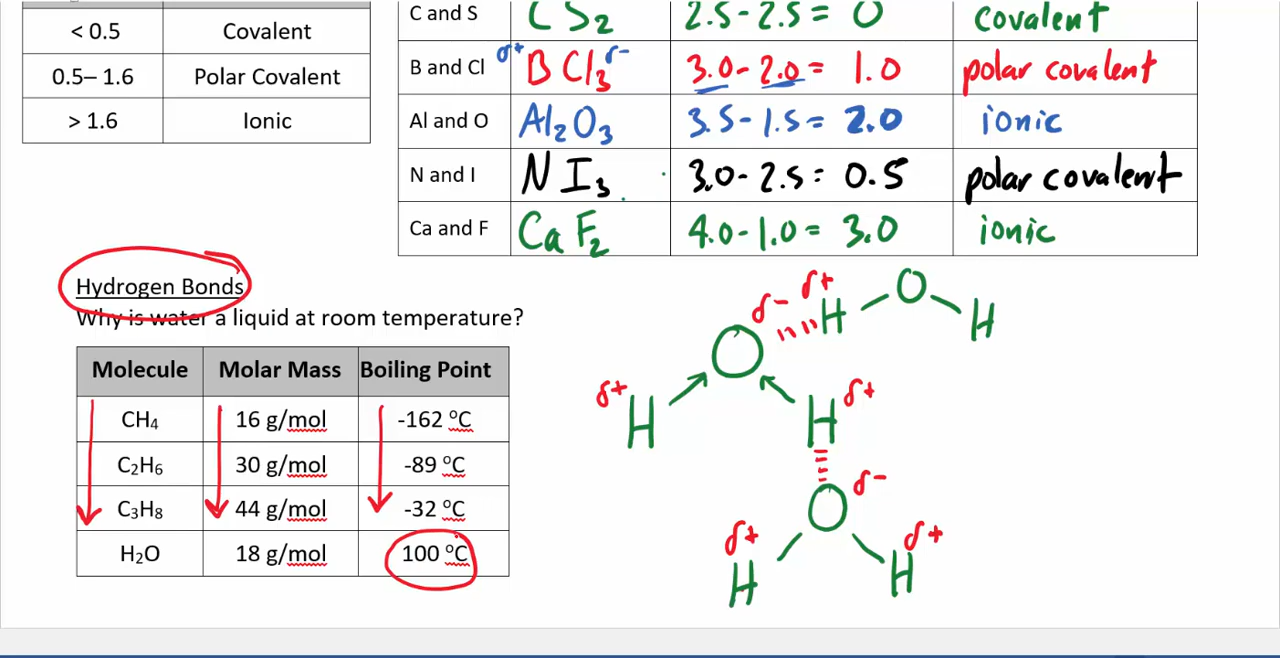 < 0.5 Covalent
0.5– 1.6 Polar Covalent
> 1.6 Ionic
C and S CS₂ 2.5-2.5= 0 covalent
B and Cl δ+ BCl₃ δ- 3.0-2.0= 1.0 polar covalent
Al and O Al₂O₃ 3.5-1.5= 2.0 ionic
N and I NI₃ 3.0-2.5= 0.5 polar covalent
Ca and F CaF₂ 4.0-1.0= 3.0 ionic
Hydrogen Bonds
Why is water a liquid at room temperature?
Molecule Molar Mass Boiling Point
CH₄ 16 g/mol -162 °C
C₂H₆ 30 g/mol -89 °C
C₃H₈ 44 g/mol -32 °C
H₂O 18 g/mol 100 °C
δ- δ+ H O H
O
δ+ H H δ+
O δ-
δ+ H H δ+